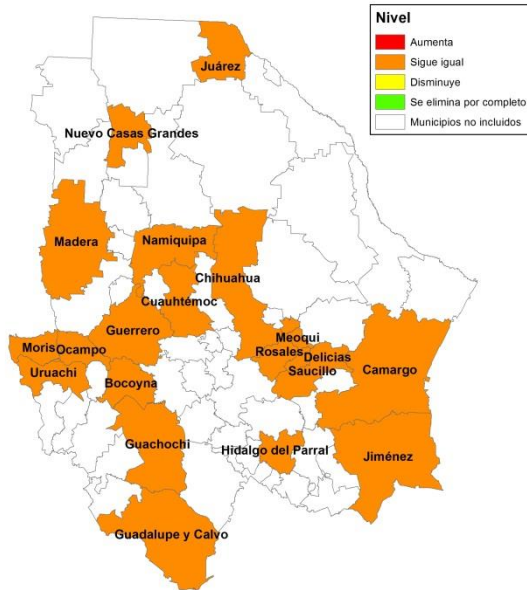 Nivel
Aumenta
Sigue igual
Disminuye
Se elimina por completo
Municipios no incluidos
Juárez
Nuevo Casas Grandes
Madera
Namiquipa
Chihuahua
Cuauhtémoc
Guerrero
Meoqui
Moris
Ocampo
Rosales
Delicias
Uruachi
Saucillo
Camargo
Bocoyna
Guachochi
Hidalgo del Parral
Jiménez
Guadalupe y Calvo